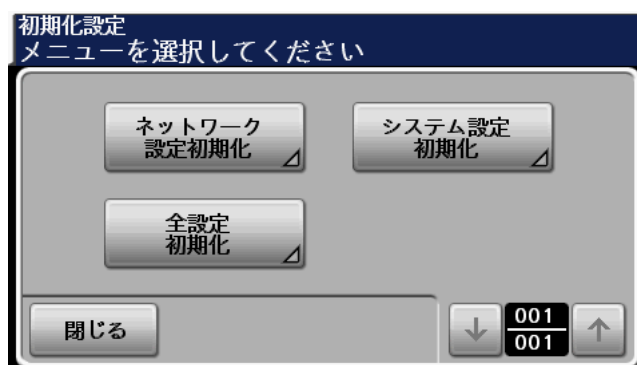 初期化設定
メニューを選択してください
ネットワーク
設定初期化
システム設定
初期化
全設定
初期化
閉じる
001
001